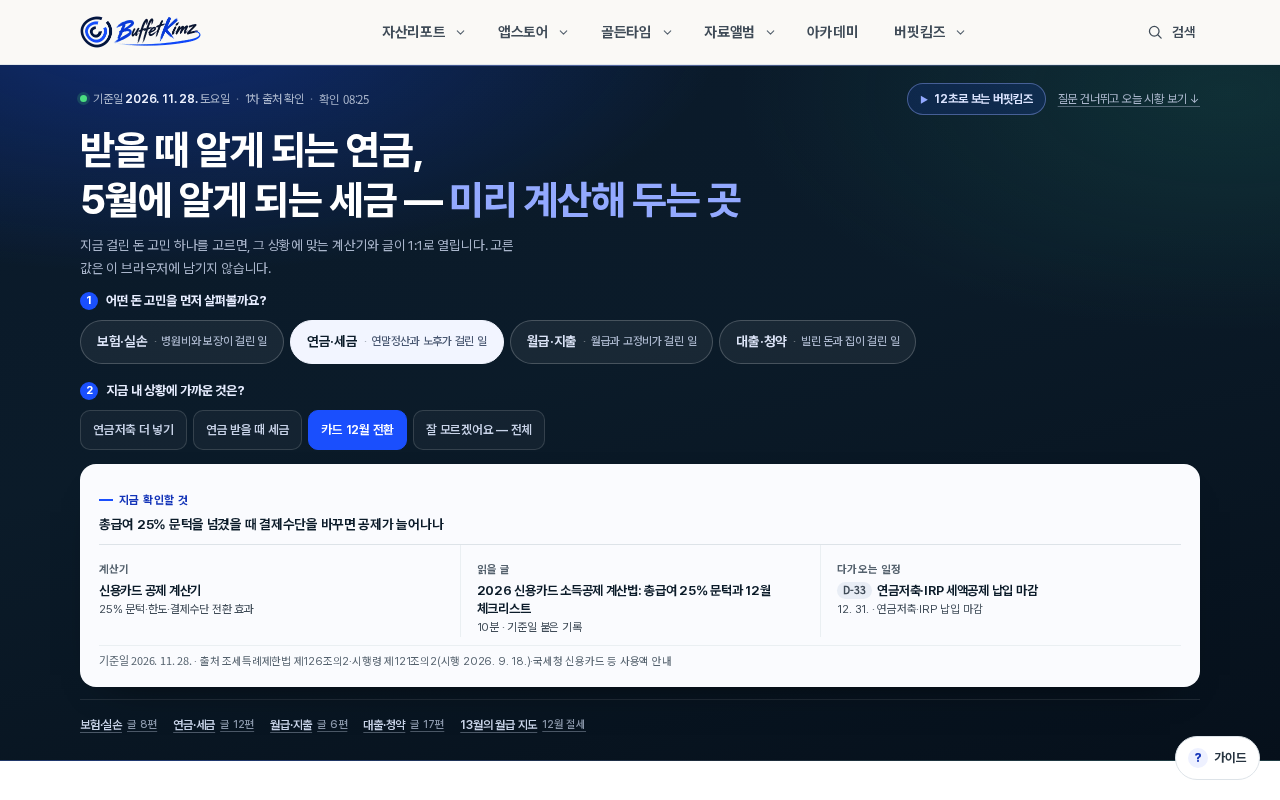 BuffetKimz
자산리포트 앱스토어 골든타임 자료앨범 아카데미 버핏킴즈 검색
기준일 2026. 11. 28. 토요일 · 1차 출처 확인 · 확인 08:25
▶ 12초로 보는 버핏킴즈 질문 건너뛰고 오늘 시황 보기 ↓
받을 때 알게 되는 연금,
5월에 알게 되는 세금 — 미리 계산해 두는 곳
지금 걸린 돈 고민 하나를 고르면, 그 상황에 맞는 계산기와 글이 1:1로 열립니다. 고른
값은 이 브라우저에 남기지 않습니다.
1 어떤 돈 고민을 먼저 살펴볼까요?
보험·실손 · 병원비와 보장이 걸린 일
연금·세금 · 연말정산과 노후가 걸린 일
월급·지출 · 월급과 고정비가 걸린 일
대출·청약 · 빌린 돈과 집이 걸린 일
2 지금 내 상황에 가까운 것은?
연금저축 더 넣기
연금 받을 때 세금
카드 12월 전환
잘 모르겠어요 — 전체
지금 확인할 것
총급여 25% 문턱을 넘겼을 때 결제수단을 바꾸면 공제가 늘어나나
계산기
신용카드 공제 계산기
25% 문턱·한도·결제수단 전환 효과
읽을 글
2026 신용카드 소득공제 계산법: 총급여 25% 문턱과 12월
체크리스트
10분 · 기준일 붙은 기록
다가오는 일정
D-33 연금저축·IRP 세액공제 납입 마감
12. 31. · 연금저축·IRP 납입 마감
기준일 2026. 11. 28. · 출처 조세특례제한법 제126조의2·시행령 제121조의2(시행 2026. 9. 18.)·국세청 신용카드 등 사용액 안내
보험·실손 글 8편 연금·세금 글 12편 월급·지출 글 6편 대출·청약 글 17편 13월의 월급 지도 12월 절세
? 가이드